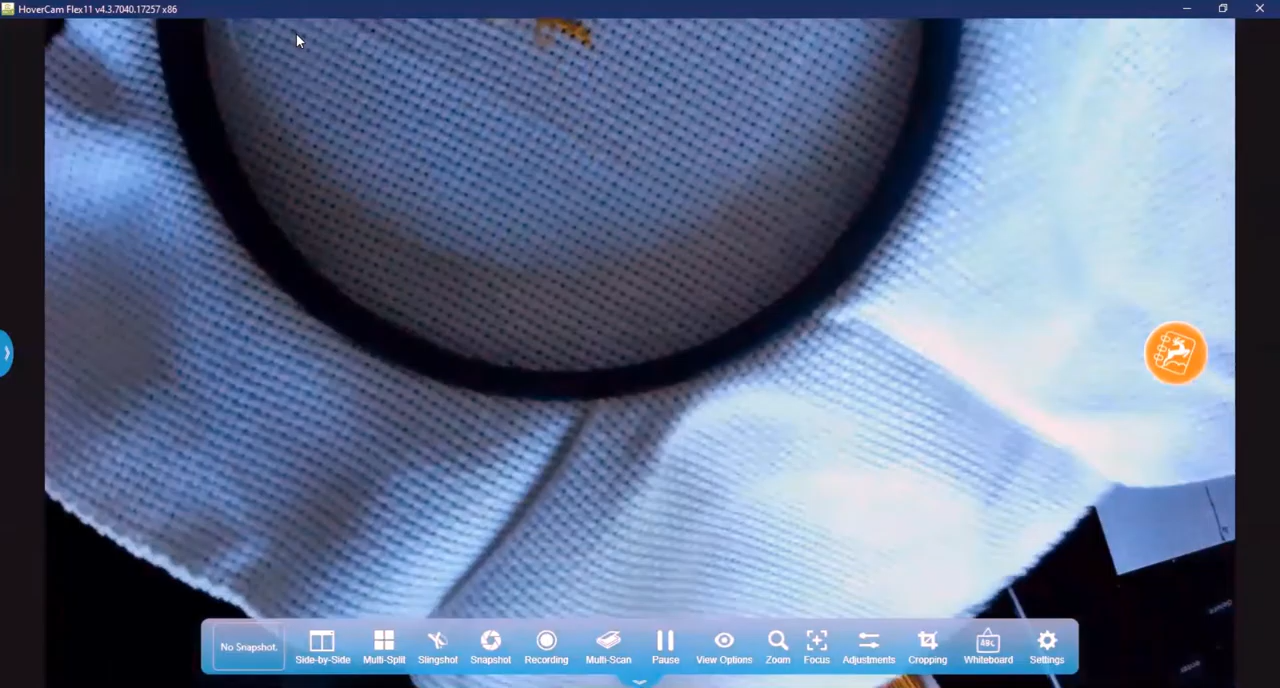 HoverCam Flex11 v4.3.7040.17257 x86
No Snapshot.
Side-by-Side
Multi-Split
Slingshot
Snapshot
Recording
Multi-Scan
Pause
View Options
Zoom
Focus
Adjustments
Cropping
ABC
Whiteboard
Settings